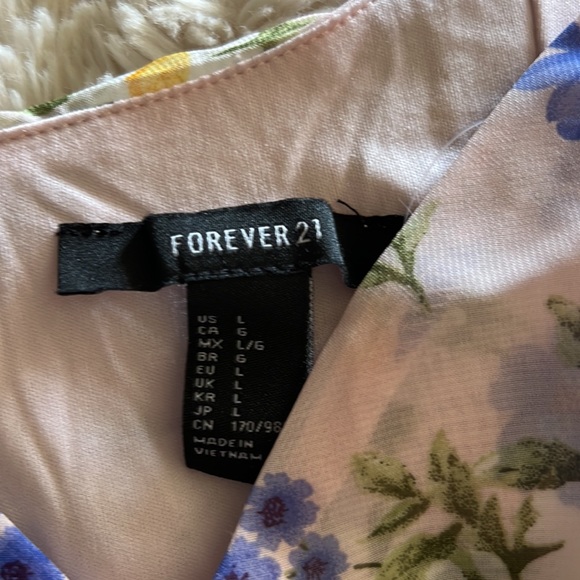 FOREVER 21
US L
CA G
MX L/G
BR G
EU L
UK L
KR L
JP L
CN 170/98
MADE IN
VIETNAM